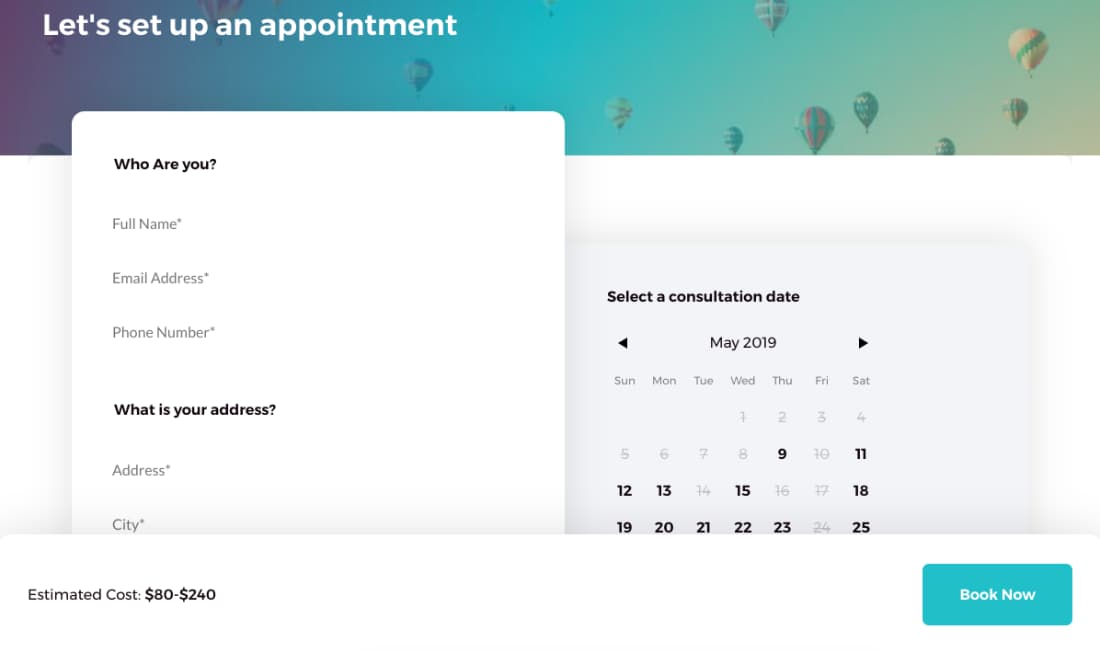 Let's set up an appointment
Who Are you?
Full Name*
Email Address*
Phone Number*
What is your address?
Address*
City*
Select a consultation date
◀ May 2019 ▶
Sun Mon Tue Wed Thu Fri Sat
1 2 3 4
5 6 7 8 9 10 11
12 13 14 15 16 17 18
19 20 21 22 23 24 25
Estimated Cost: $80-$240
Book Now